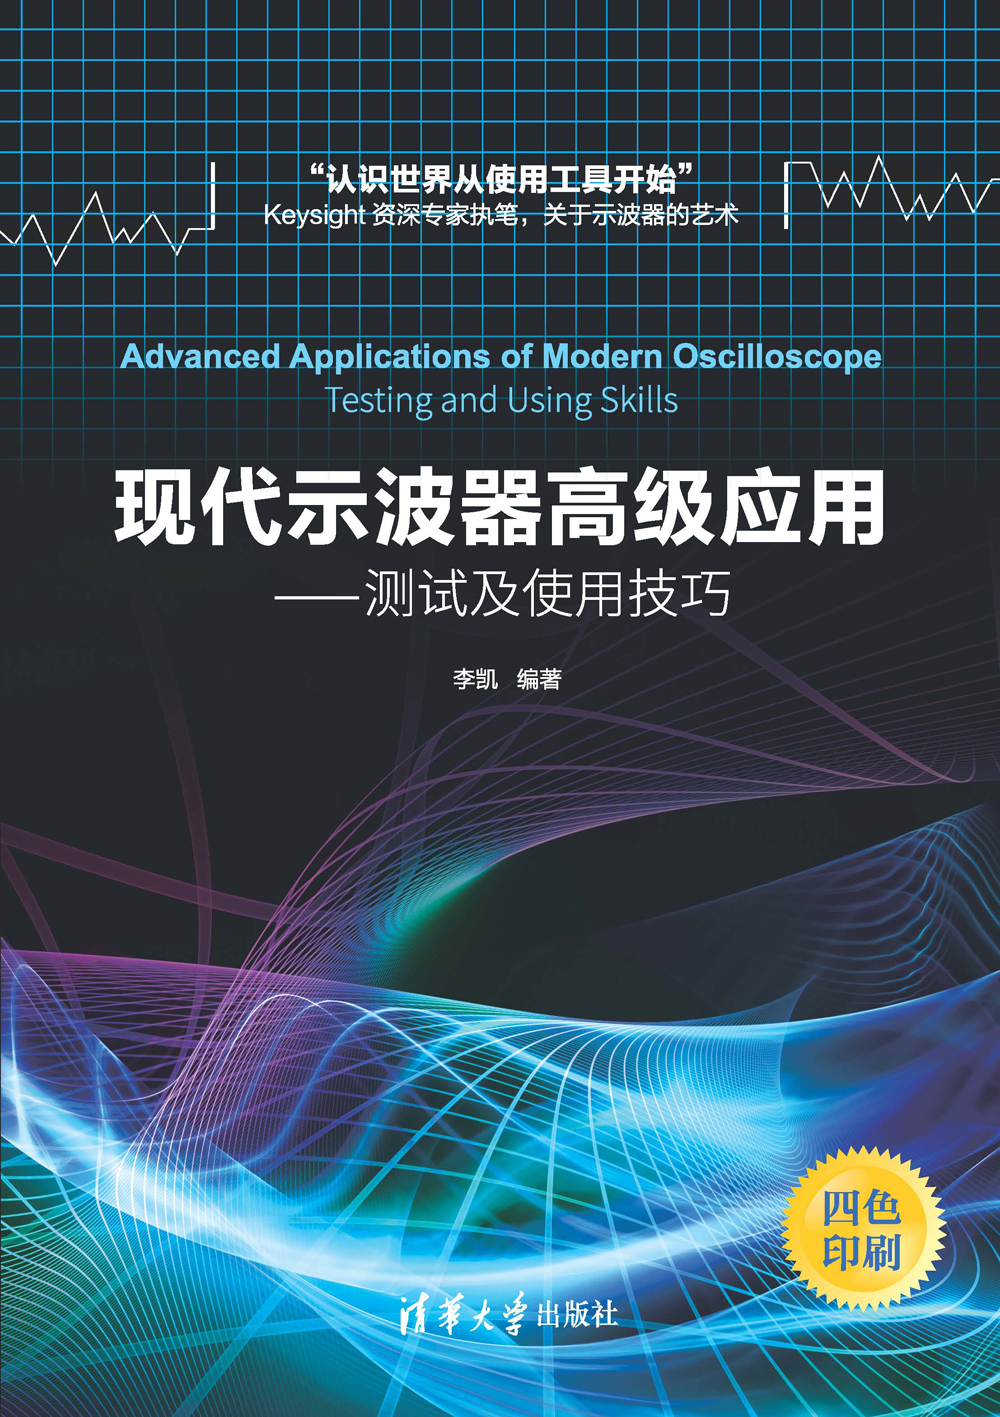 “认识世界从使用工具开始”
Keysight 资深专家执笔，关于示波器的艺术
Advanced Applications of Modern Oscilloscope
Testing and Using Skills
现代示波器高级应用
——测试及使用技巧
李凯 编著
四色
印刷
清华大学出版社